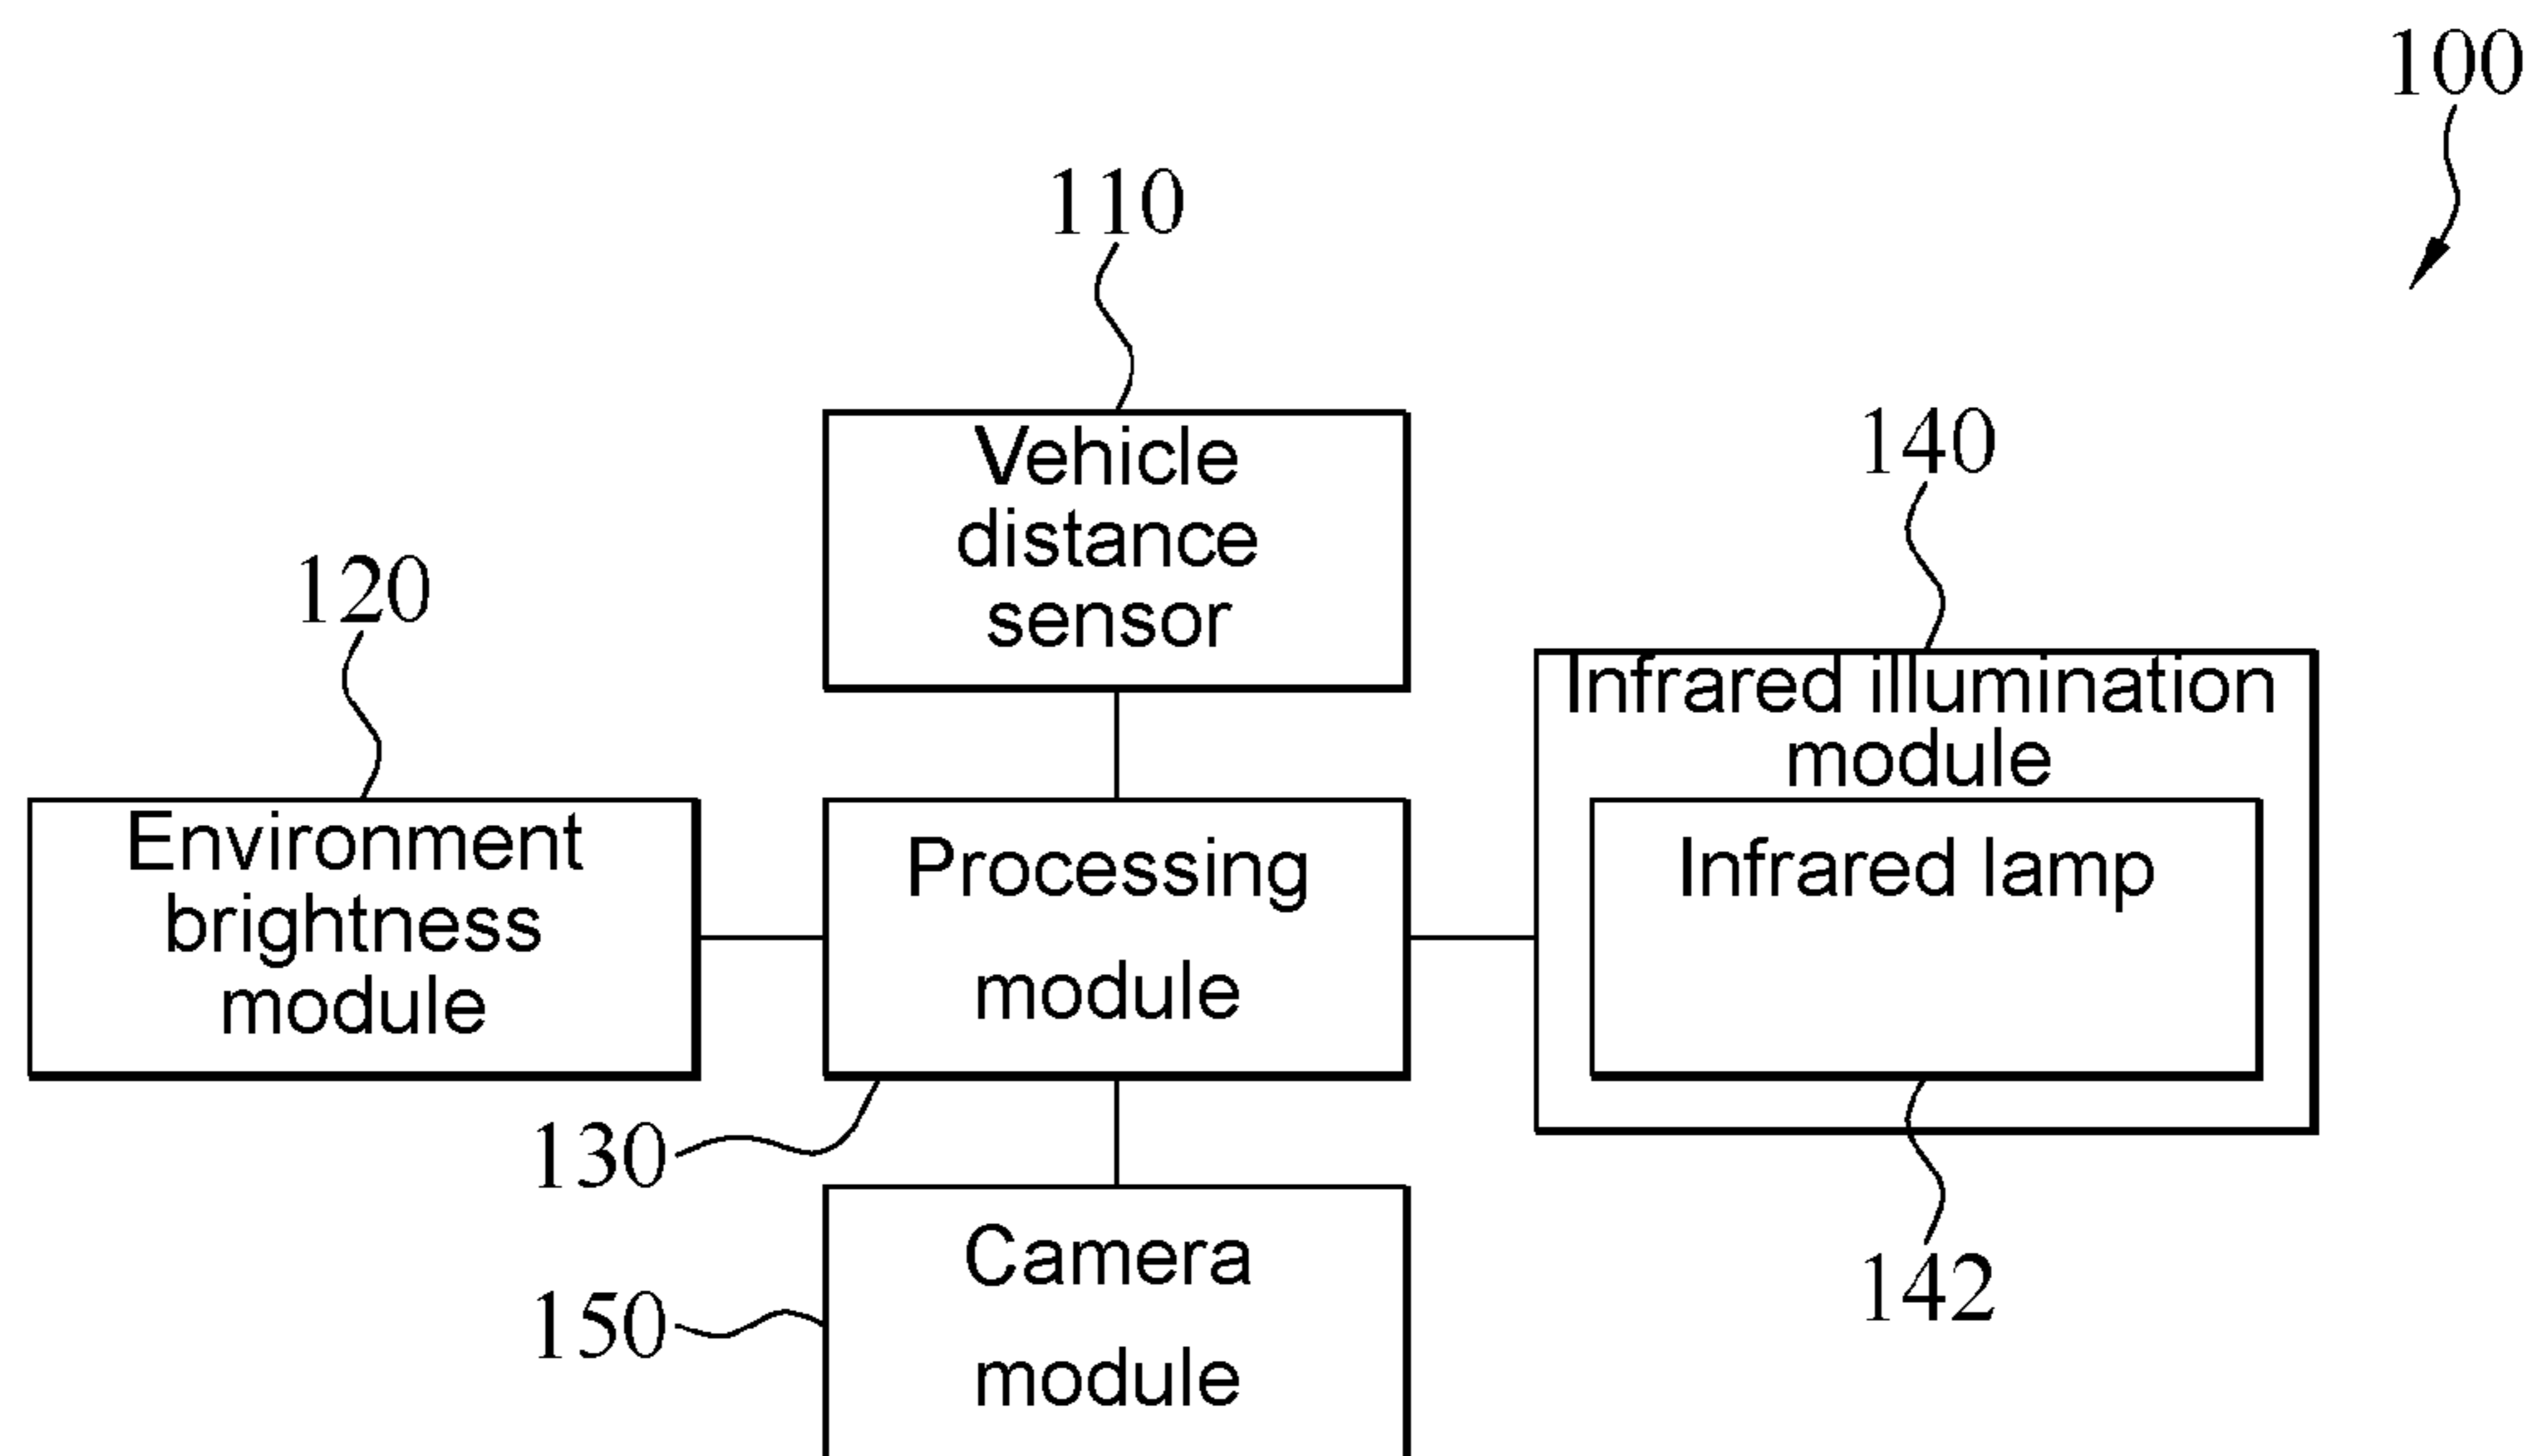 100
110
Vehicle
distance
sensor
140
Infrared illumination
module
120
Environment
brightness
module
Processing
module
Infrared lamp
130
142
150
Camera
module